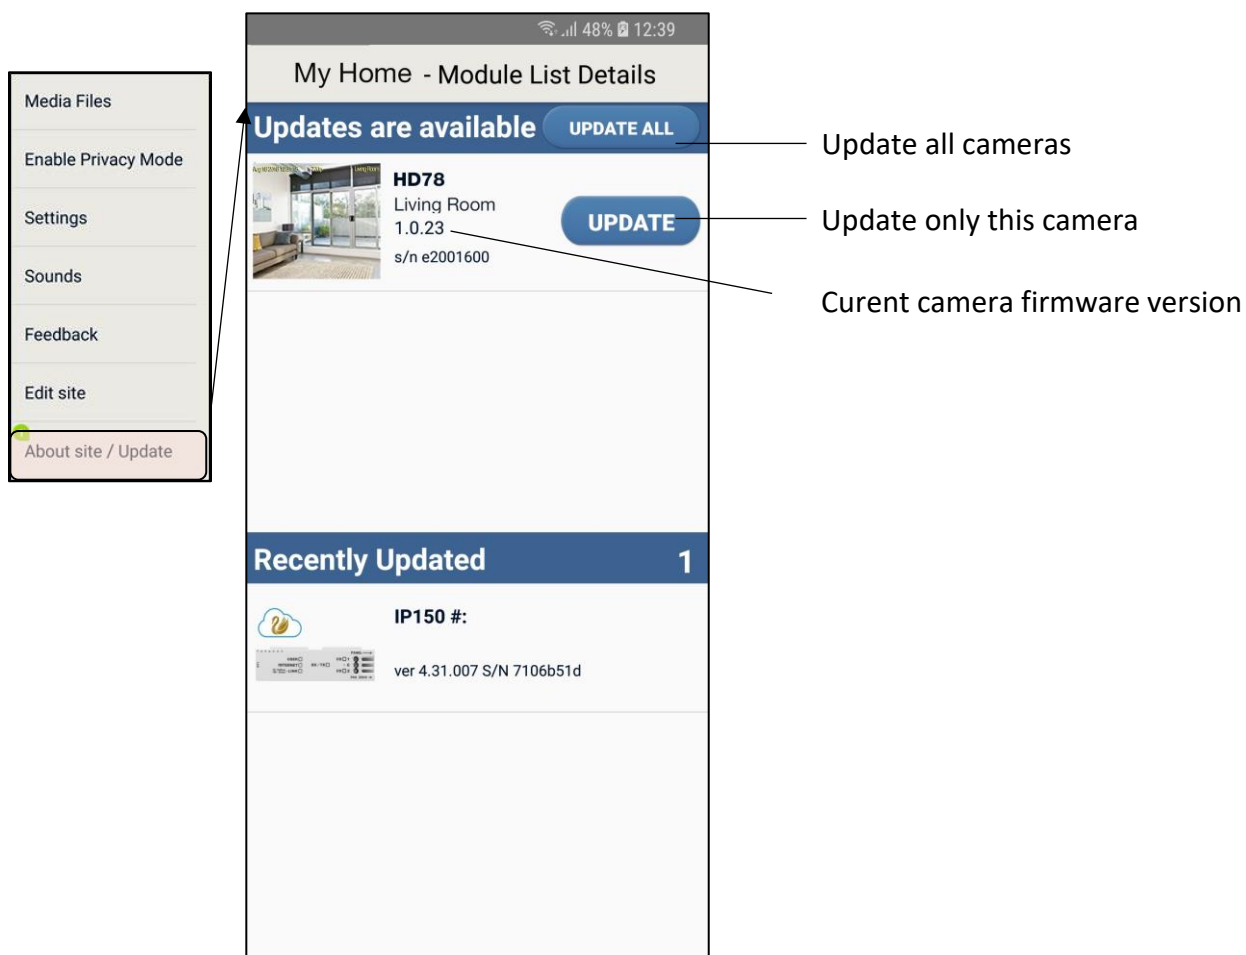 48% 12:39
My Home - Module List Details
Media Files
Enable Privacy Mode
Settings
Sounds
Feedback
Edit site
About site / Update
Updates are available UPDATE ALL
Update all cameras
HD78
Living Room
1.0.23
s/n e2001600
UPDATE
Update only this camera
Curent camera firmware version
Recently Updated 1
IP150 #:
ver 4.31.007 S/N 7106b51d